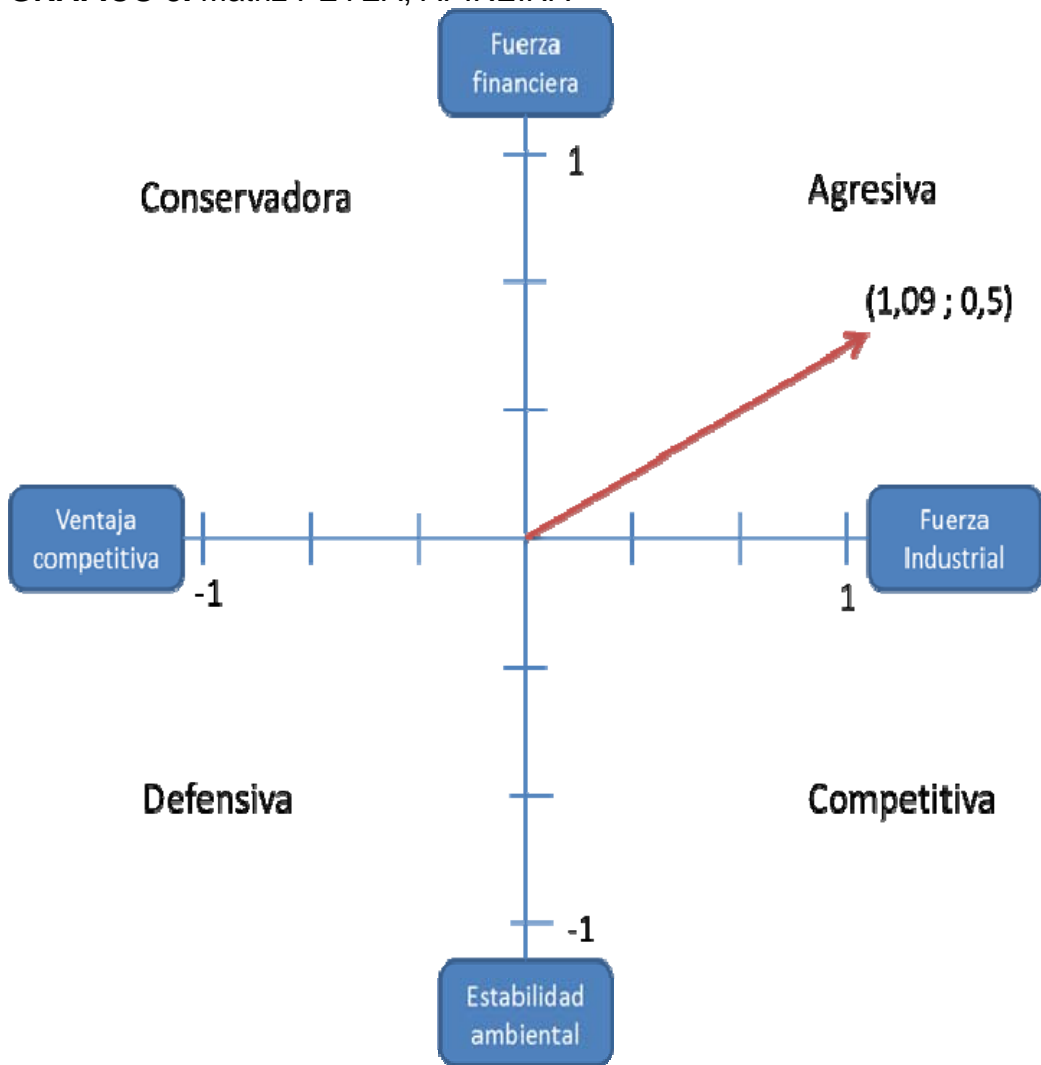 Fuerza
financiera
1
Conservadora
Agresiva
(1,09 ; 0,5)
Ventaja
competitiva
Fuerza
Industrial
-1
1
Defensiva
Competitiva
-1
Estabilidad
ambiental